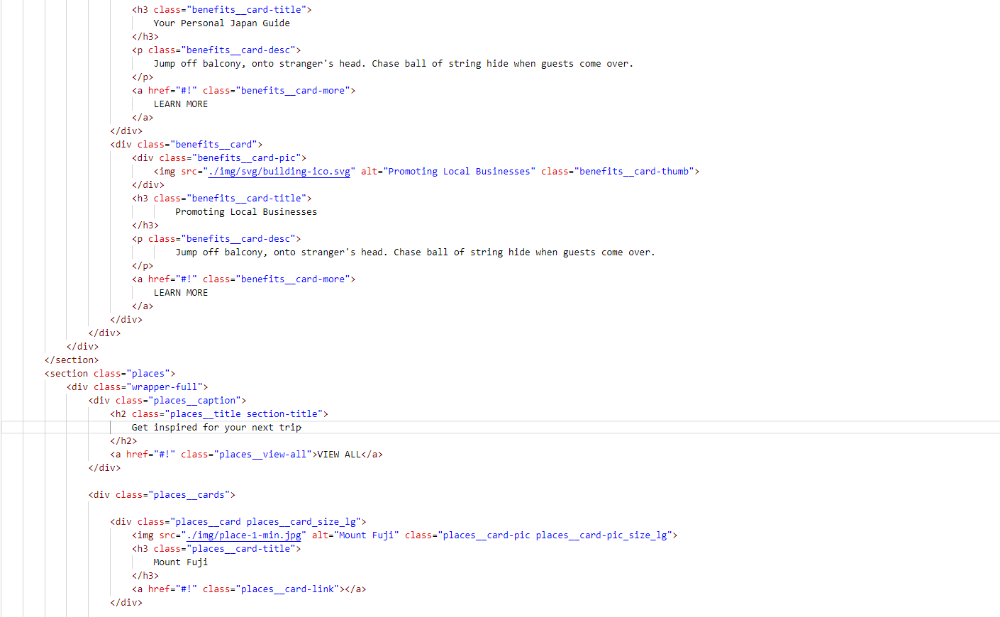 <h3 class="benefits__card-title">
Your Personal Japan Guide
</h3>
<p class="benefits__card-desc">
Jump off balcony, onto stranger's head. Chase ball of string hide when guests come over.
</p>
<a href="#!" class="benefits__card-more">
LEARN MORE
</a>
</div>
<div class="benefits__card">
<div class="benefits__card-pic">
<img src="./img/svg/building-ico.svg" alt="Promoting Local Businesses" class="benefits__card-thumb">
</div>
<h3 class="benefits__card-title">
Promoting Local Businesses
</h3>
<p class="benefits__card-desc">
Jump off balcony, onto stranger's head. Chase ball of string hide when guests come over.
</p>
<a href="#!" class="benefits__card-more">
LEARN MORE
</a>
</div>
</div>
</div>
</section>
<section class="places">
<div class="wrapper-full">
<div class="places__caption">
<h2 class="places__title section-title">
Get inspired for your next trip
</h2>
<a href="#!" class="places__view-all">VIEW ALL</a>
</div>
<div class="places__cards">
<div class="places__card places__card_size_lg">
<img src="./img/place-1-min.jpg" alt="Mount Fuji" class="places__card-pic places__card-pic_size_lg">
<h3 class="places__card-title">
Mount Fuji
</h3>
<a href="#!" class="places__card-link"></a>
</div>